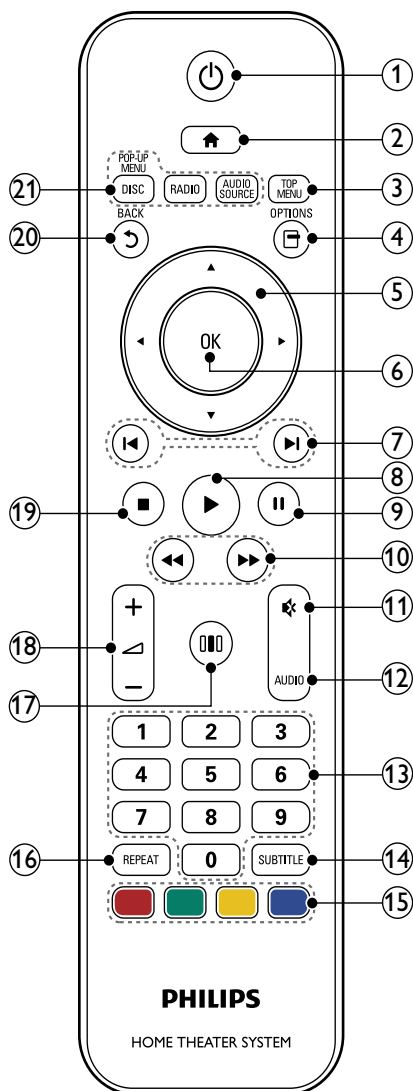 1
2
POP-UP
MENU
21
DISC
RADIO
AUDIO
SOURCE
TOP
MENU
3
20
BACK
OPTIONS
4
5
OK
6
7
8
19
9
10
18
+
−
11
17
AUDIO
12
1 2 3
4 5 6
13
7 8 9
16
REPEAT
0
SUBTITLE
14
15
PHILIPS
HOME THEATER SYSTEM